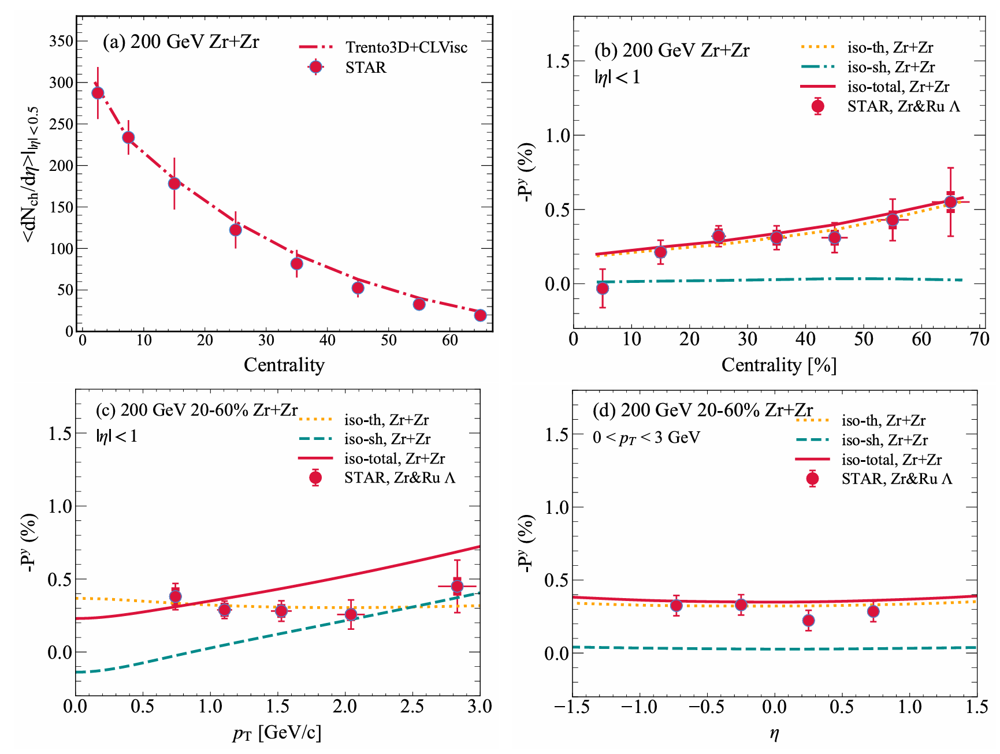 (a) 200 GeV Zr+Zr
Trento3D+CLVisc
STAR
<dN_ch/dη>|_|η|<0.5
350
300
250
200
150
100
50
0
0 10 20 30 40 50 60
Centrality
(b) 200 GeV Zr+Zr
|η| < 1
iso-th, Zr+Zr
iso-sh, Zr+Zr
iso-total, Zr+Zr
STAR, Zr&Ru Λ
-P^y (%)
1.5
1.0
0.5
0.0
0 10 20 30 40 50 60 70
Centrality [%]
(c) 200 GeV 20-60% Zr+Zr
|η| < 1
iso-th, Zr+Zr
iso-sh, Zr+Zr
iso-total, Zr+Zr
STAR, Zr&Ru Λ
-P^y (%)
1.5
1.0
0.5
0.0
0.0 0.5 1.0 1.5 2.0 2.5 3.0
p_T [GeV/c]
(d) 200 GeV 20-60% Zr+Zr
0 < p_T < 3 GeV
iso-th, Zr+Zr
iso-sh, Zr+Zr
iso-total, Zr+Zr
STAR, Zr&Ru Λ
-P^y (%)
1.5
1.0
0.5
0.0
−1.5 −1.0 −0.5 0.0 0.5 1.0 1.5
η